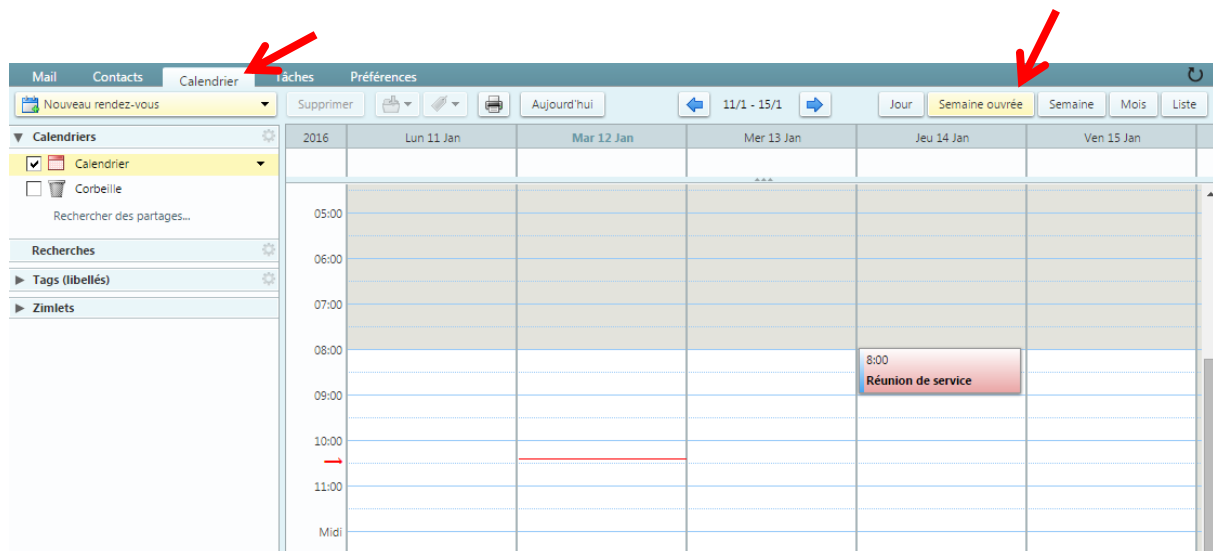 Mail Contacts Calendrier Tâches Préférences
Nouveau rendez-vous Supprimer Aujourd'hui 11/1 - 15/1 Jour Semaine ouvrée Semaine Mois Liste
Calendriers 2016 Lun 11 Jan Mar 12 Jan Mer 13 Jan Jeu 14 Jan Ven 15 Jan
Calendrier
Corbeille
Rechercher des partages...
Recherches
Tags (libellés)
Zimlets
05:00
06:00
07:00
08:00
8:00
Réunion de service
09:00
10:00
11:00
Midi